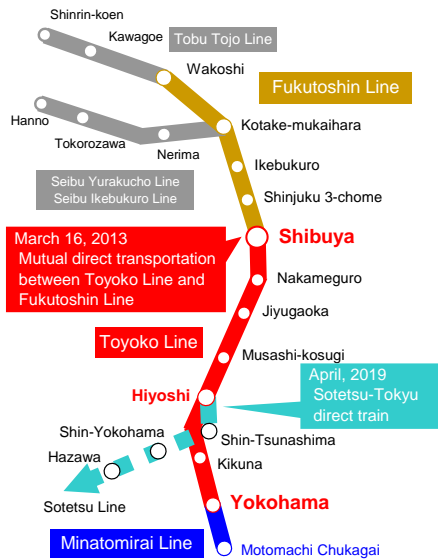 Shinrin-koen
Kawagoe
Tobu Tojo Line
Wakoshi
Fukutoshin Line
Hanno
Tokorozawa
Nerima
Kotake-mukaihara
Ikebukuro
Seibu Yurakucho Line
Seibu Ikebukuro Line
Shinjuku 3-chome
March 16, 2013
Mutual direct transportation
between Toyoko Line and
Fukutoshin Line
Shibuya
Nakameguro
Jiyugaoka
Toyoko Line
Musashi-kosugi
Hiyoshi
April, 2019
Sotetsu-Tokyu
direct train
Shin-Yokohama
Shin-Tsunashima
Hazawa
Kikuna
Sotetsu Line
Yokohama
Minatomirai Line
Motomachi Chukagai